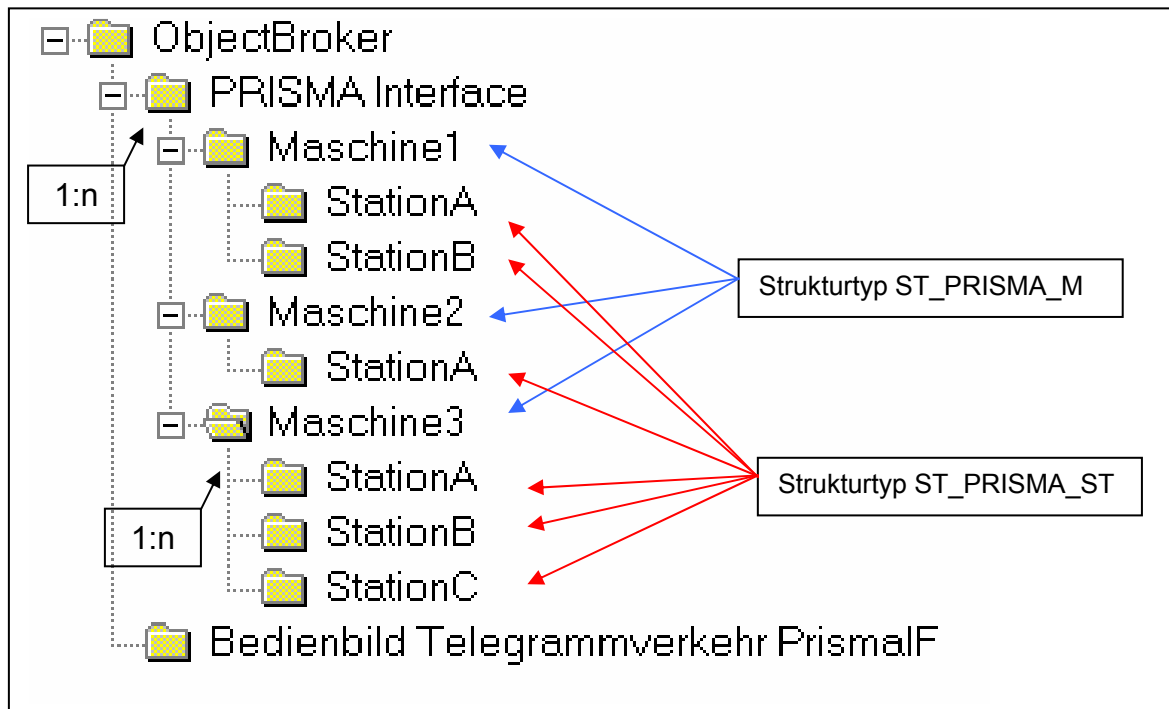 ObjectBroker
PRISMA Interface
Maschine1
1:n
StationA
StationB
Strukturtyp ST_PRISMA_M
Maschine2
StationA
Maschine3
StationA
Strukturtyp ST_PRISMA_ST
StationB
1:n
StationC
Bedienbild Telegrammverkehr PrismaIF